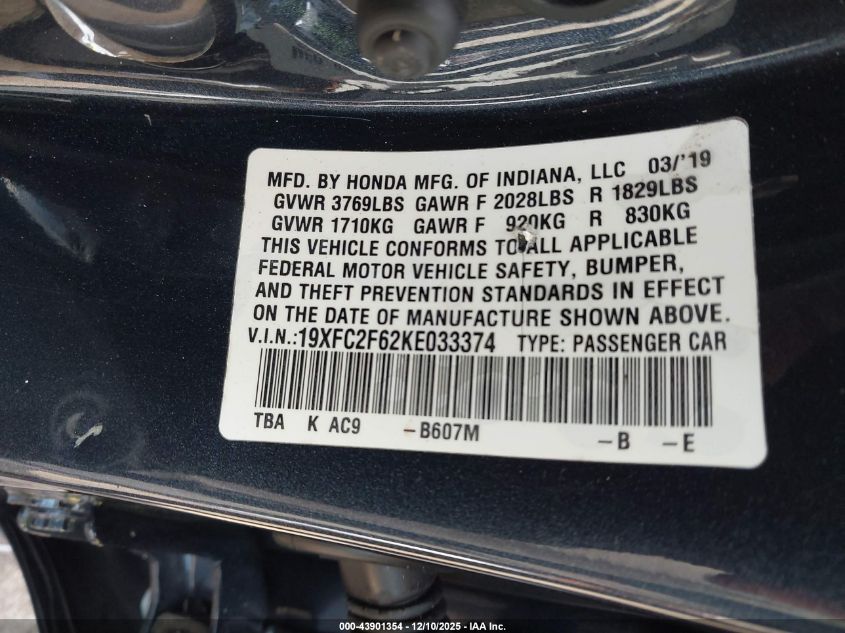 MFD. BY HONDA MFG. OF INDIANA, LLC 03/'19
GVWR 3769LBS GAWR F 2028LBS R 1829LBS
GVWR 1710KG GAWR F 920KG R 830KG
THIS VEHICLE CONFORMS TO ALL APPLICABLE
FEDERAL MOTOR VEHICLE SAFETY, BUMPER,
AND THEFT PREVENTION STANDARDS IN EFFECT
ON THE DATE OF MANUFACTURE SHOWN ABOVE.
V.I.N.:19XFC2F62KE033374 TYPE: PASSENGER CAR
TBA K AC9 –B607M –B –E
000-43901354 • 12/10/2025 • IAA Inc.